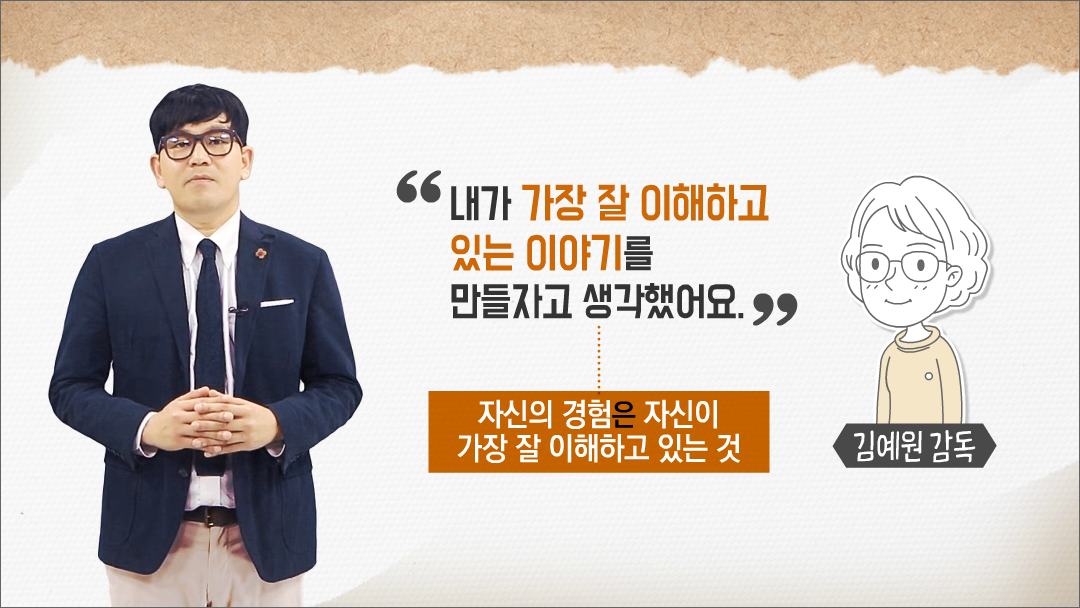 “내가 가장 잘 이해하고
있는 이야기를
만들자고 생각했어요.”
자신의 경험은 자신이
가장 잘 이해하고 있는 것
김예원 감독